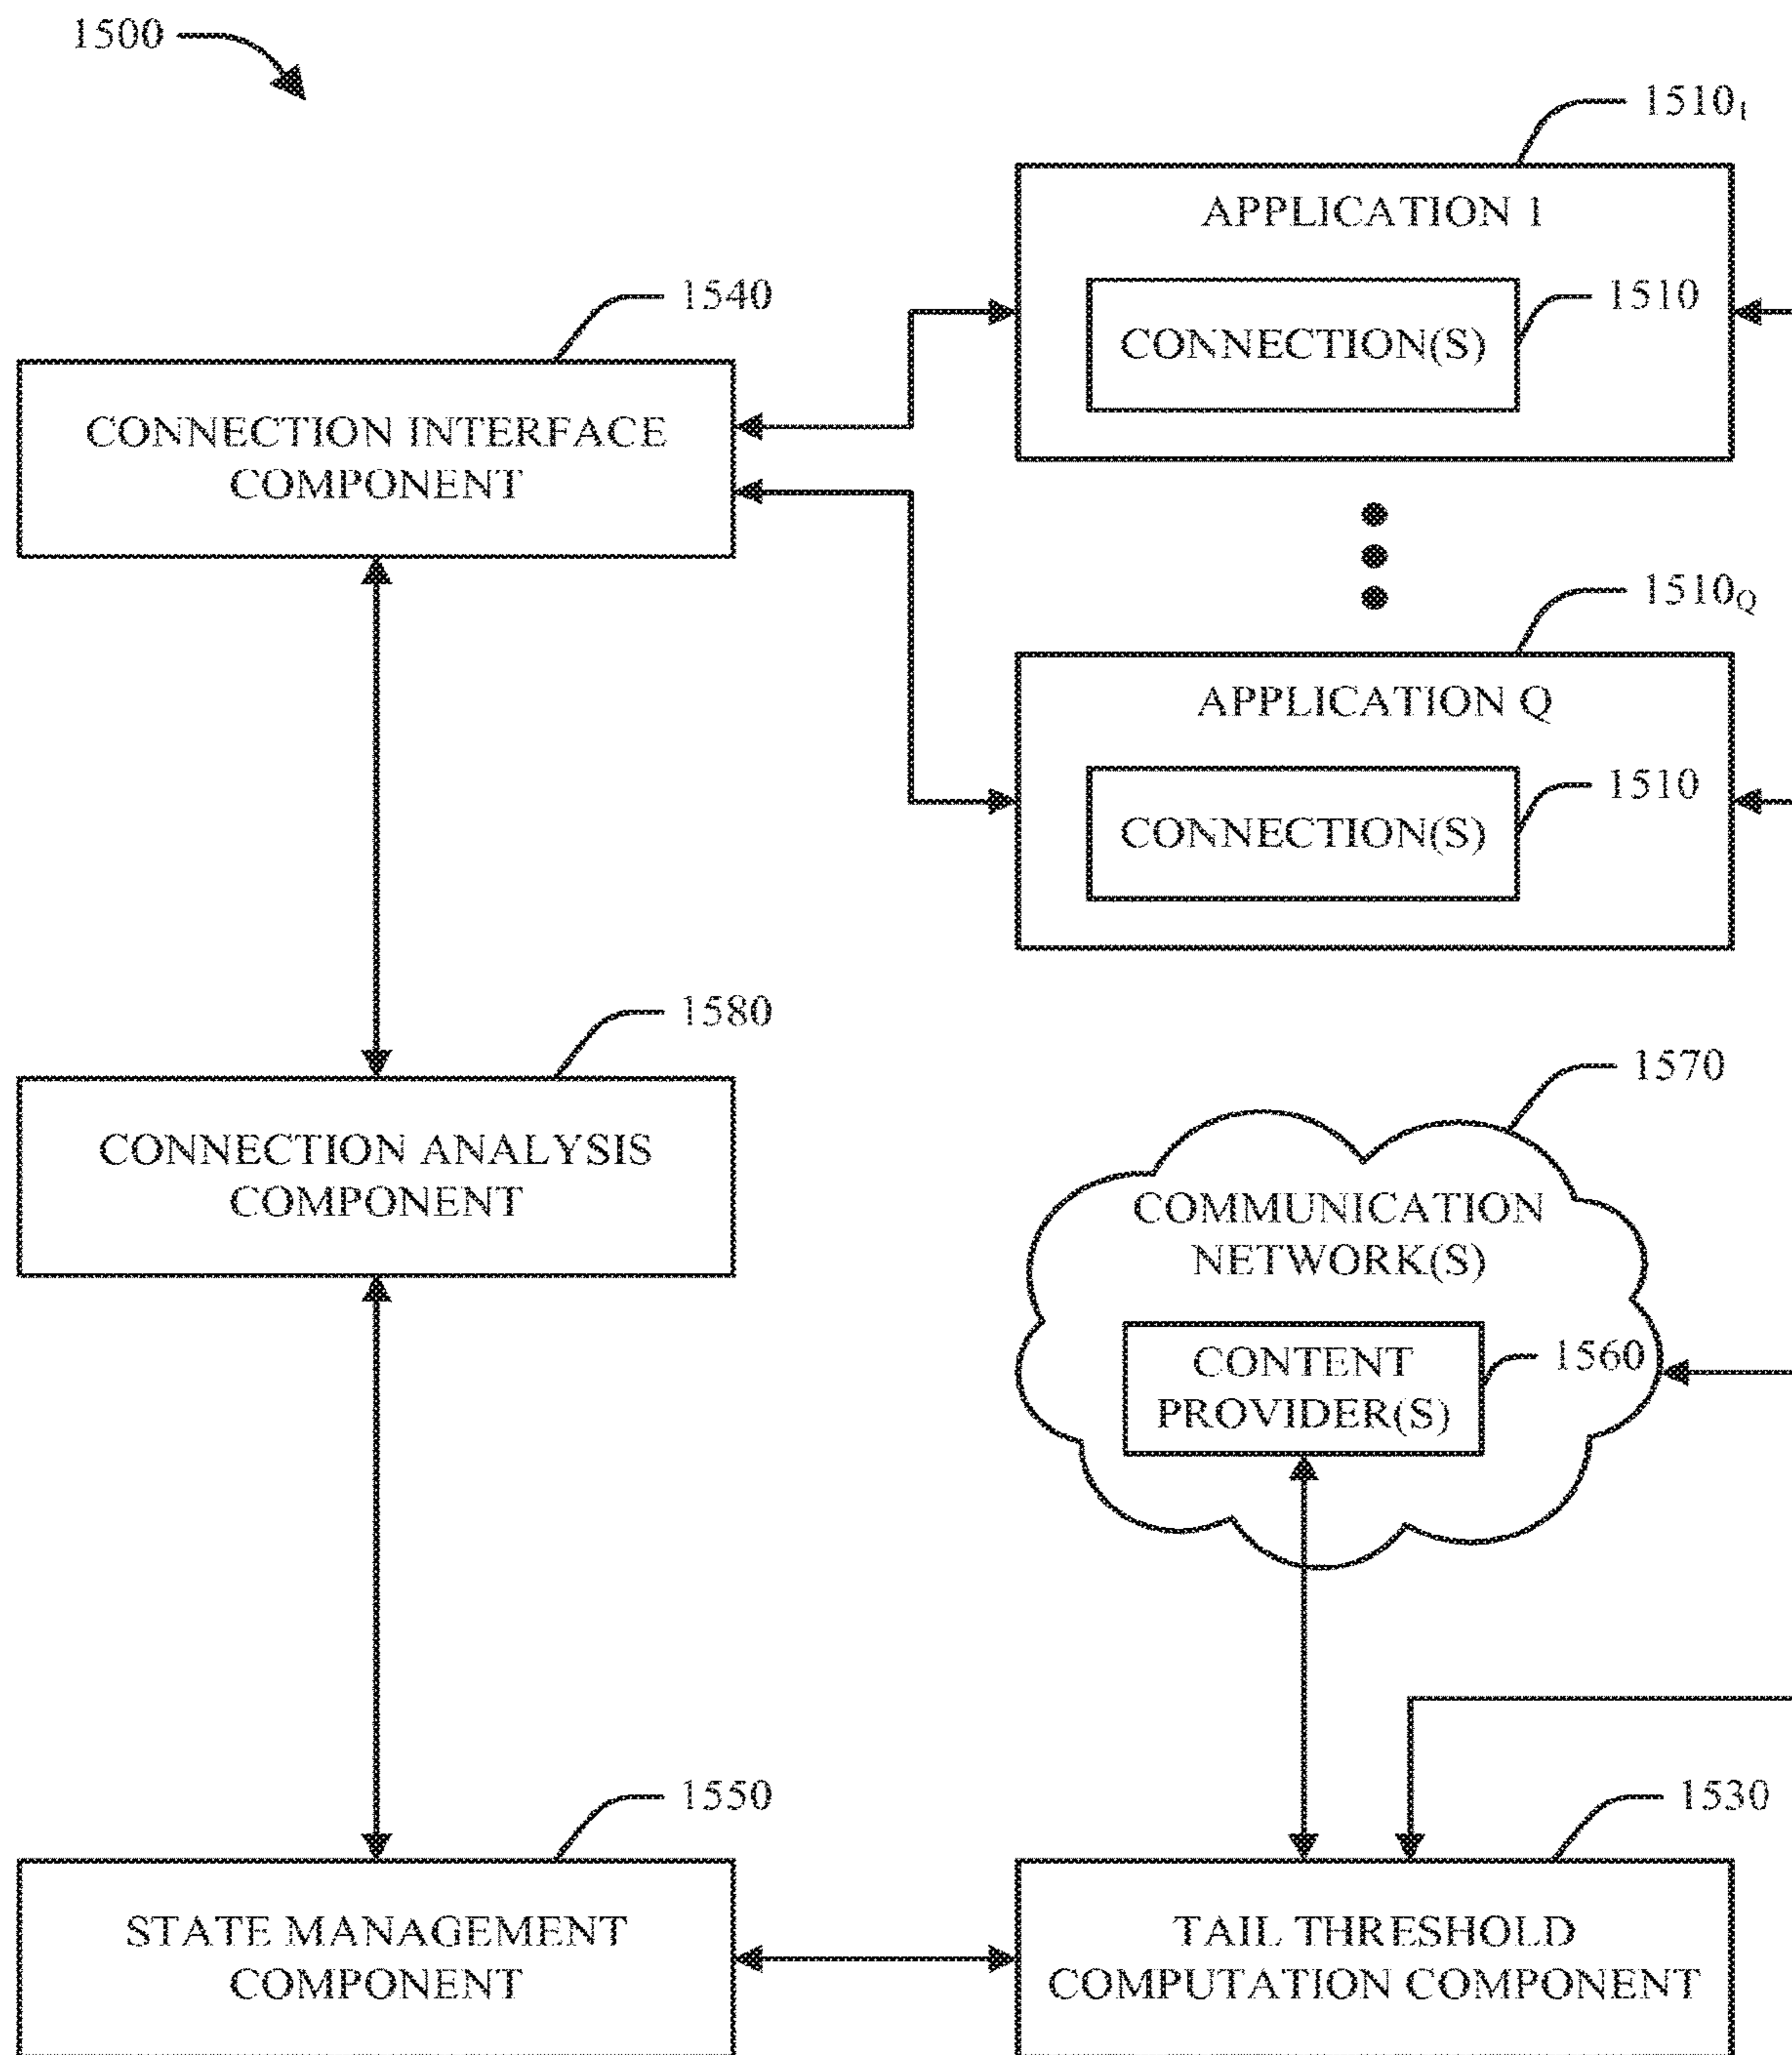 1500
1510₁
APPLICATION 1
1540
1510
CONNECTION(S)
CONNECTION INTERFACE
COMPONENT
1510Q
APPLICATION Q
1510
CONNECTION(S)
1580
1570
CONNECTION ANALYSIS
COMPONENT
COMMUNICATION
NETWORK(S)
1560
CONTENT
PROVIDER(S)
1550
1530
STATE MANAGEMENT
COMPONENT
TAIL THRESHOLD
COMPUTATION COMPONENT